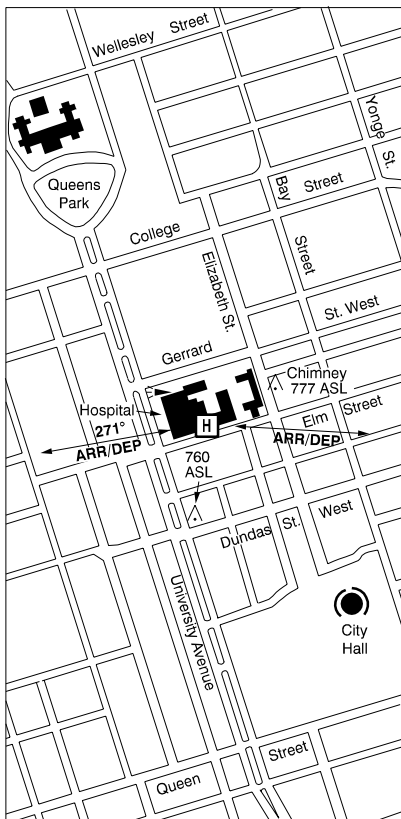 Wellesley Street
Yonge
St.
Queens
Park
Bay
Street
College
Street
Elizabeth St.
St. West
Gerrard
Chimney
777 ASL
Hospital
271°
ARR/DEP
H
Elm
Street
ARR/DEP
760
ASL
Dundas
St.
West
University Avenue
City
Hall
Street
Queen